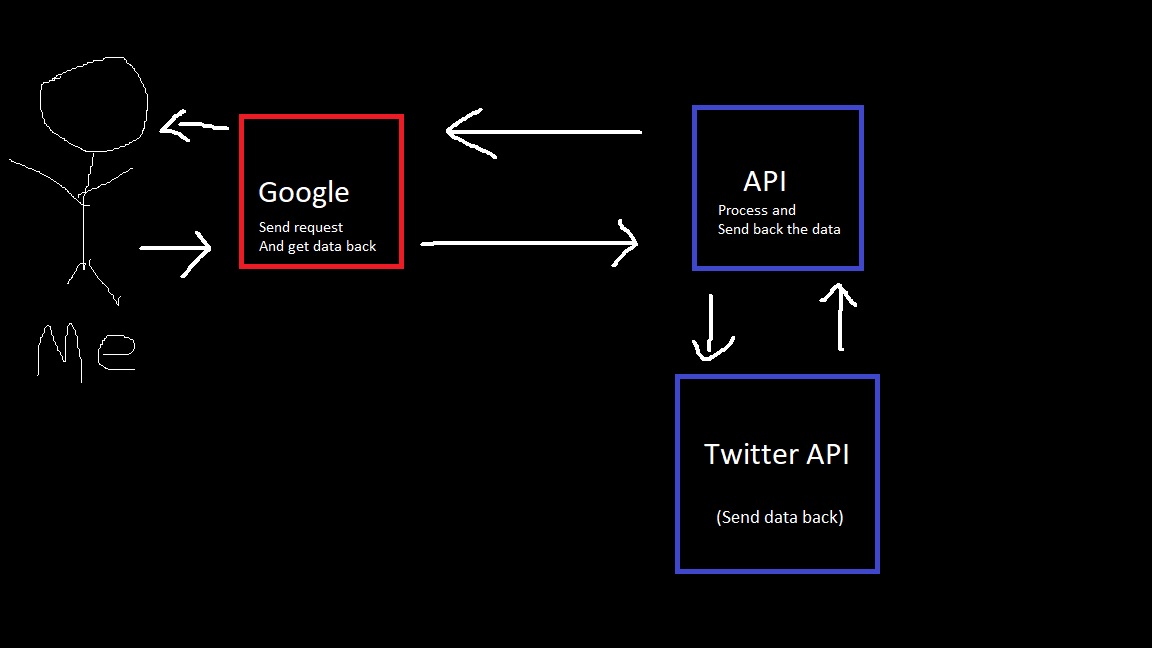 Me
Google
Send request
And get data back
API
Process and
Send back the data
Twitter API
(Send data back)